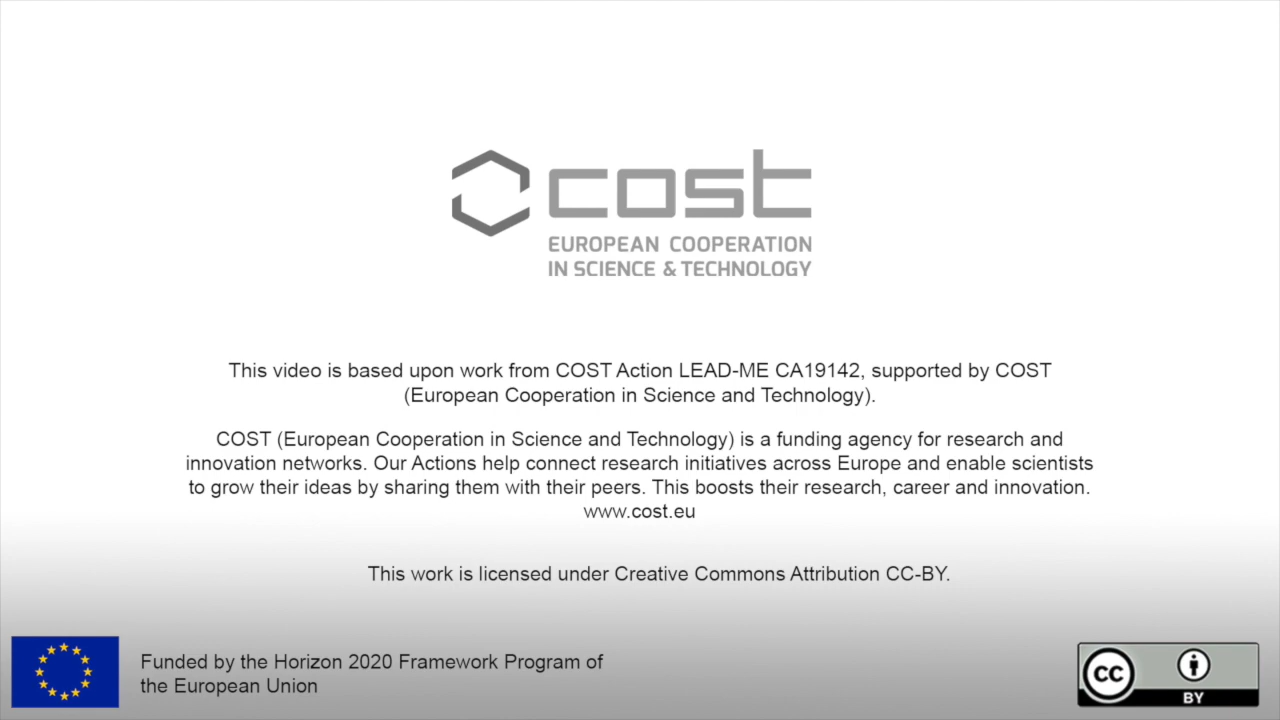 cost
EUROPEAN COOPERATION
IN SCIENCE & TECHNOLOGY
This video is based upon work from COST Action LEAD-ME CA19142, supported by COST
(European Cooperation in Science and Technology).
COST (European Cooperation in Science and Technology) is a funding agency for research and
innovation networks. Our Actions help connect research initiatives across Europe and enable scientists
to grow their ideas by sharing them with their peers. This boosts their research, career and innovation.
www.cost.eu
This work is licensed under Creative Commons Attribution CC-BY.
Funded by the Horizon 2020 Framework Program of
the European Union
cc
BY